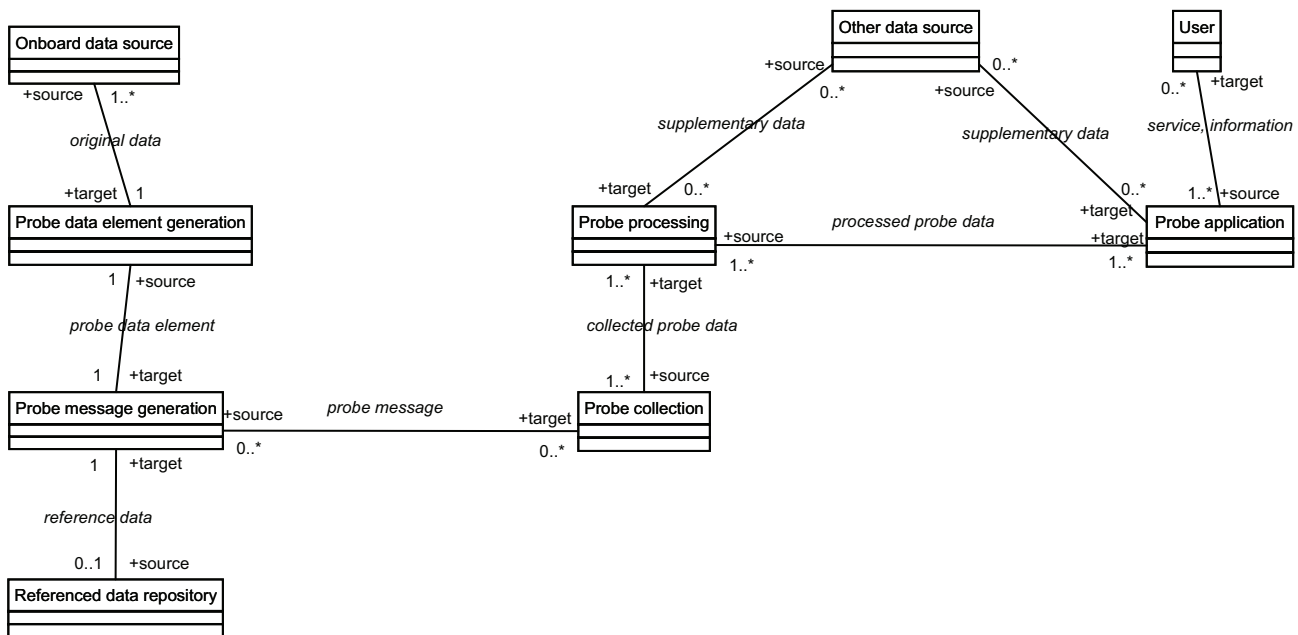 Onboard data source
+source
1..*
original data
+target
1
Probe data element generation
1
+source
probe data element
1
+target
Probe message generation
+source
0..*
probe message
+target
0..*
1
+target
reference data
0..1
+source
Referenced data repository
Other data source
+source
0..*
0..*
+source
supplementary data
supplementary data
+target
0..*
0..*
+target
Probe processing
+source
1..*
processed probe data
+target
1..*
1..*
+target
collected probe data
1..*
+source
Probe collection
User
0..*
+target
service, information
1..*
+source
Probe application